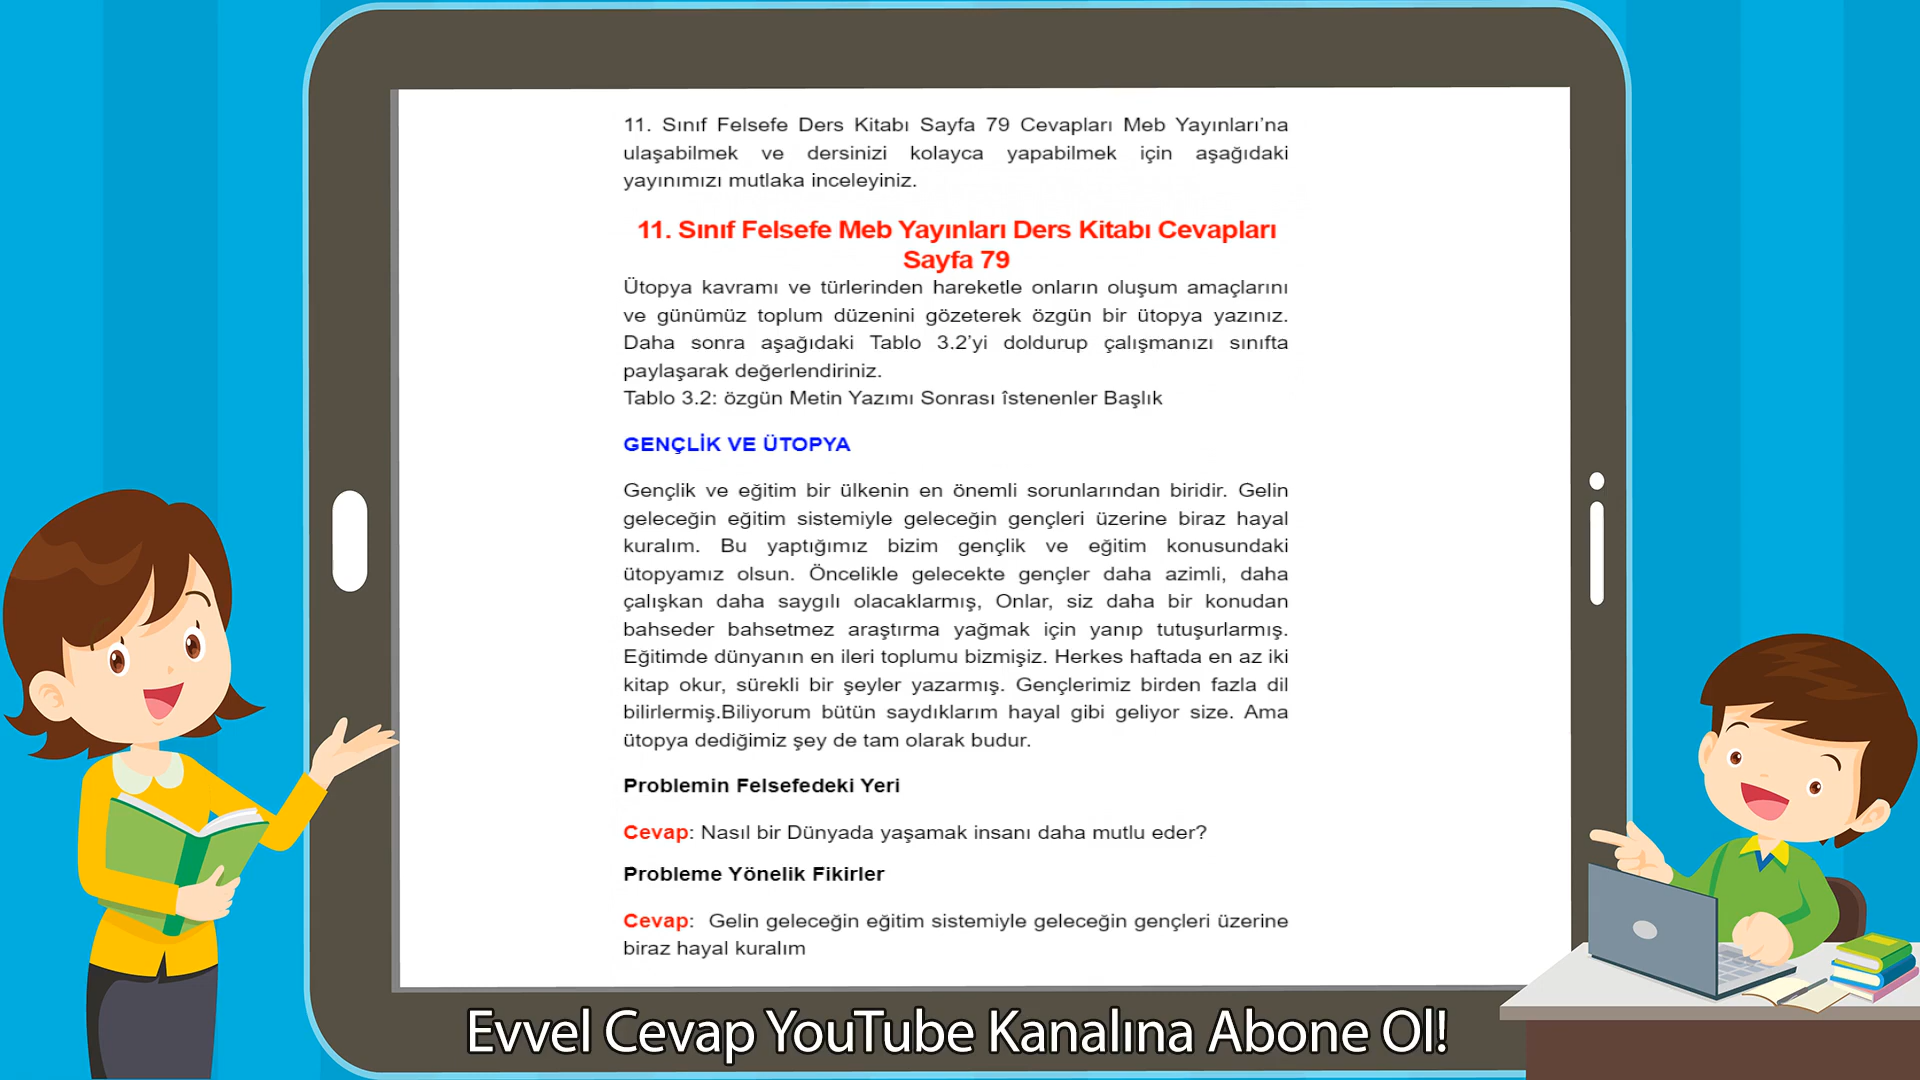 11. Sınıf Felsefe Ders Kitabı Sayfa 79 Cevapları Meb Yayınları’na
ulaşabilmek ve dersinizi kolayca yapabilmek için aşağıdaki
yayınımızı mutlaka inceleyiniz.
11. Sınıf Felsefe Meb Yayınları Ders Kitabı Cevapları
Sayfa 79
Ütopya kavramı ve türlerinden hareketle onların oluşum amaçlarını
ve günümüz toplum düzenini gözeterek özgün bir ütopya yazınız.
Daha sonra aşağıdaki Tablo 3.2’yi doldurup çalışmanızı sınıfta
paylaşarak değerlendiriniz.
Tablo 3.2: özgün Metin Yazımı Sonrası îstenenler Başlık
GENÇLİK VE ÜTOPYA
Gençlik ve eğitim bir ülkenin en önemli sorunlarından biridir. Gelin
geleceğin eğitim sistemiyle geleceğin gençleri üzerine biraz hayal
kuralım. Bu yaptığımız bizim gençlik ve eğitim konusundaki
ütopyamız olsun. Öncelikle gelecekte gençler daha azimli, daha
çalışkan daha saygılı olacaklarmış, Onlar, siz daha bir konudan
bahseder bahsetmez araştırma yağmak için yanıp tutuşurlarmış.
Eğitimde dünyanın en ileri toplumu bizmişiz. Herkes haftada en az iki
kitap okur, sürekli bir şeyler yazarmış. Gençlerimiz birden fazla dil
bilirlermiş.Biliyorum bütün saydıklarım hayal gibi geliyor size. Ama
ütopya dediğimiz şey de tam olarak budur.
Problemin Felsefedeki Yeri
Cevap: Nasıl bir Dünyada yaşamak insanı daha mutlu eder?
Probleme Yönelik Fikirler
Cevap: Gelin geleceğin eğitim sistemiyle geleceğin gençleri üzerine
biraz hayal kuralım
Evvel Cevap YouTube Kanalına Abone Ol!